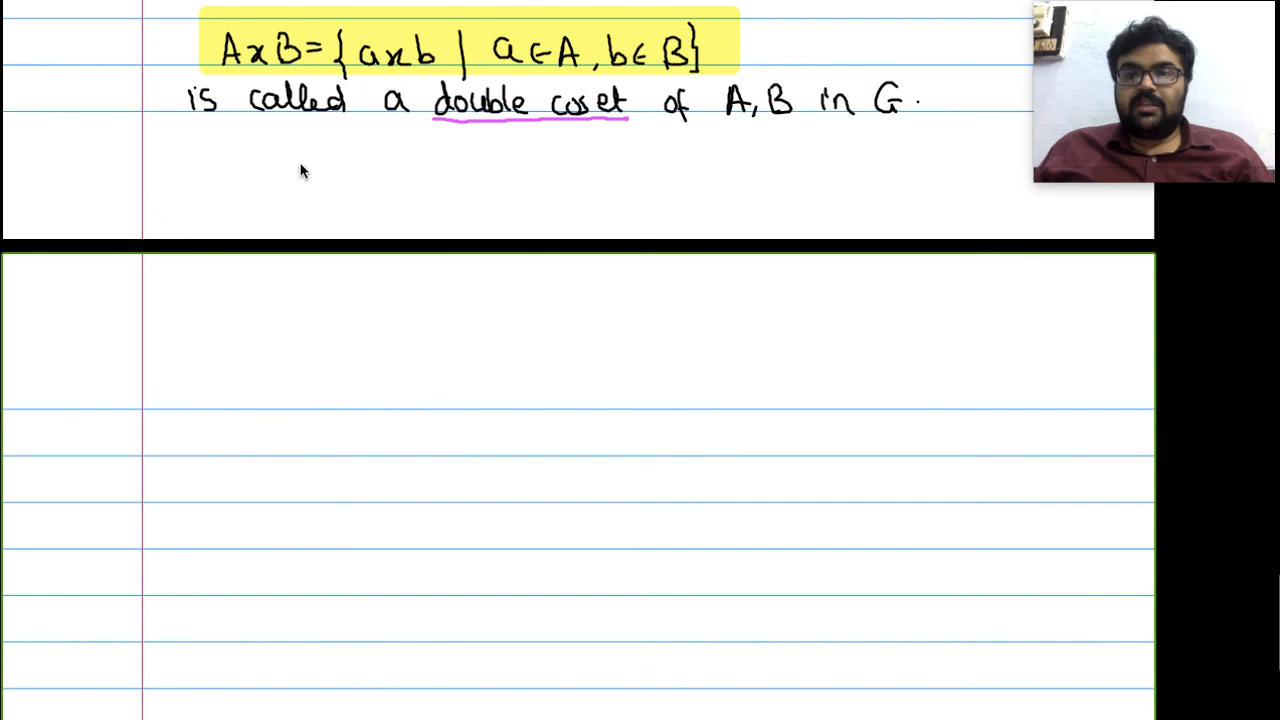 AxB = { axb | a ∈ A, b ∈ B}
is called a double coset of A, B in G.